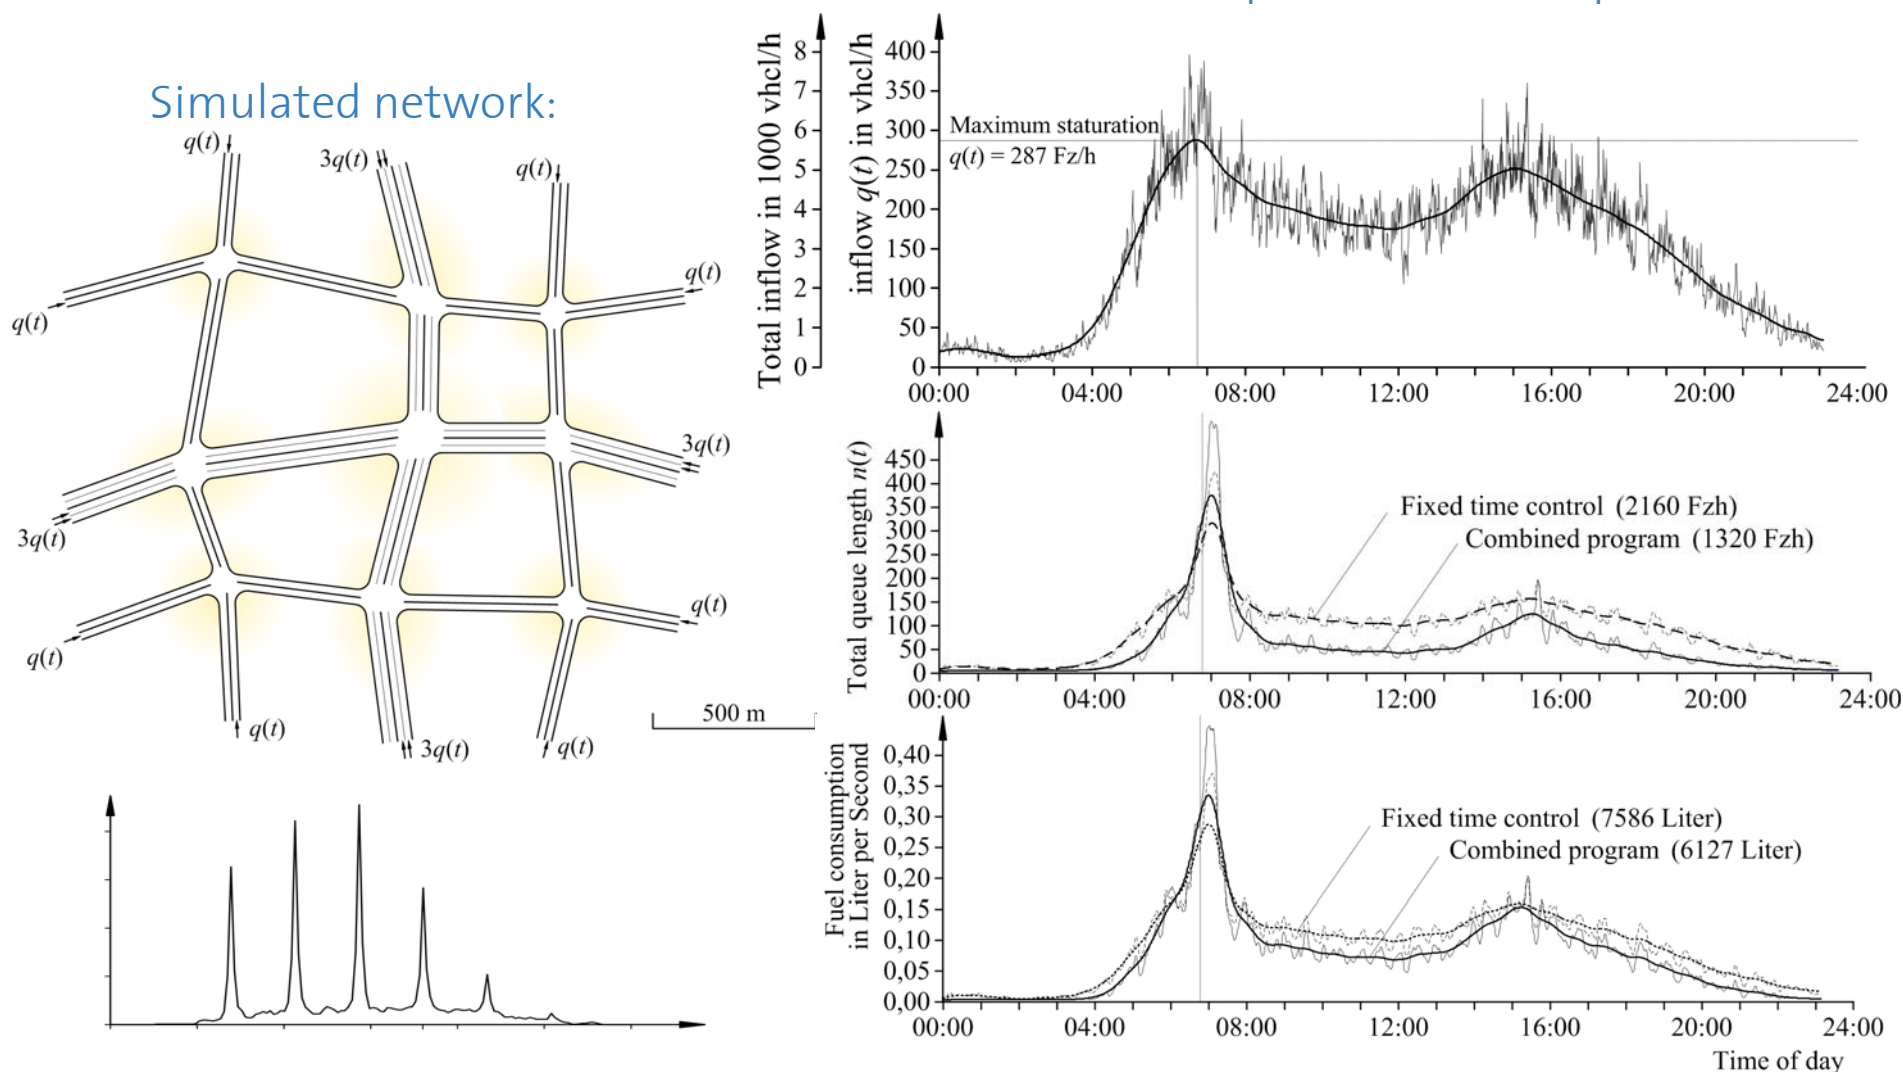 Simulated network:
q(t)
3q(t)
q(t)
q(t)
q(t)
3q(t)
3q(t)
q(t)
q(t)
q(t)
3q(t)
q(t)
500 m
Total inflow in 1000 vhcl/h
8
7
6
5
4
3
2
1
0
inflow q(t) in vhcl/h
400
350
300
250
200
150
100
50
0
Maximum staturation
q(t) = 287 Fz/h
00:00 04:00 08:00 12:00 16:00 20:00 24:00
Total queue length n(t)
450
400
350
300
250
200
150
100
50
0
Fixed time control (2160 Fzh)
Combined program (1320 Fzh)
00:00 04:00 08:00 12:00 16:00 20:00 24:00
Fuel consumption
in Liter per Second
0,40
0,35
0,30
0,25
0,20
0,15
0,10
0,05
0,00
Fixed time control (7586 Liter)
Combined program (6127 Liter)
00:00 04:00 08:00 12:00 16:00 20:00 24:00
Time of day